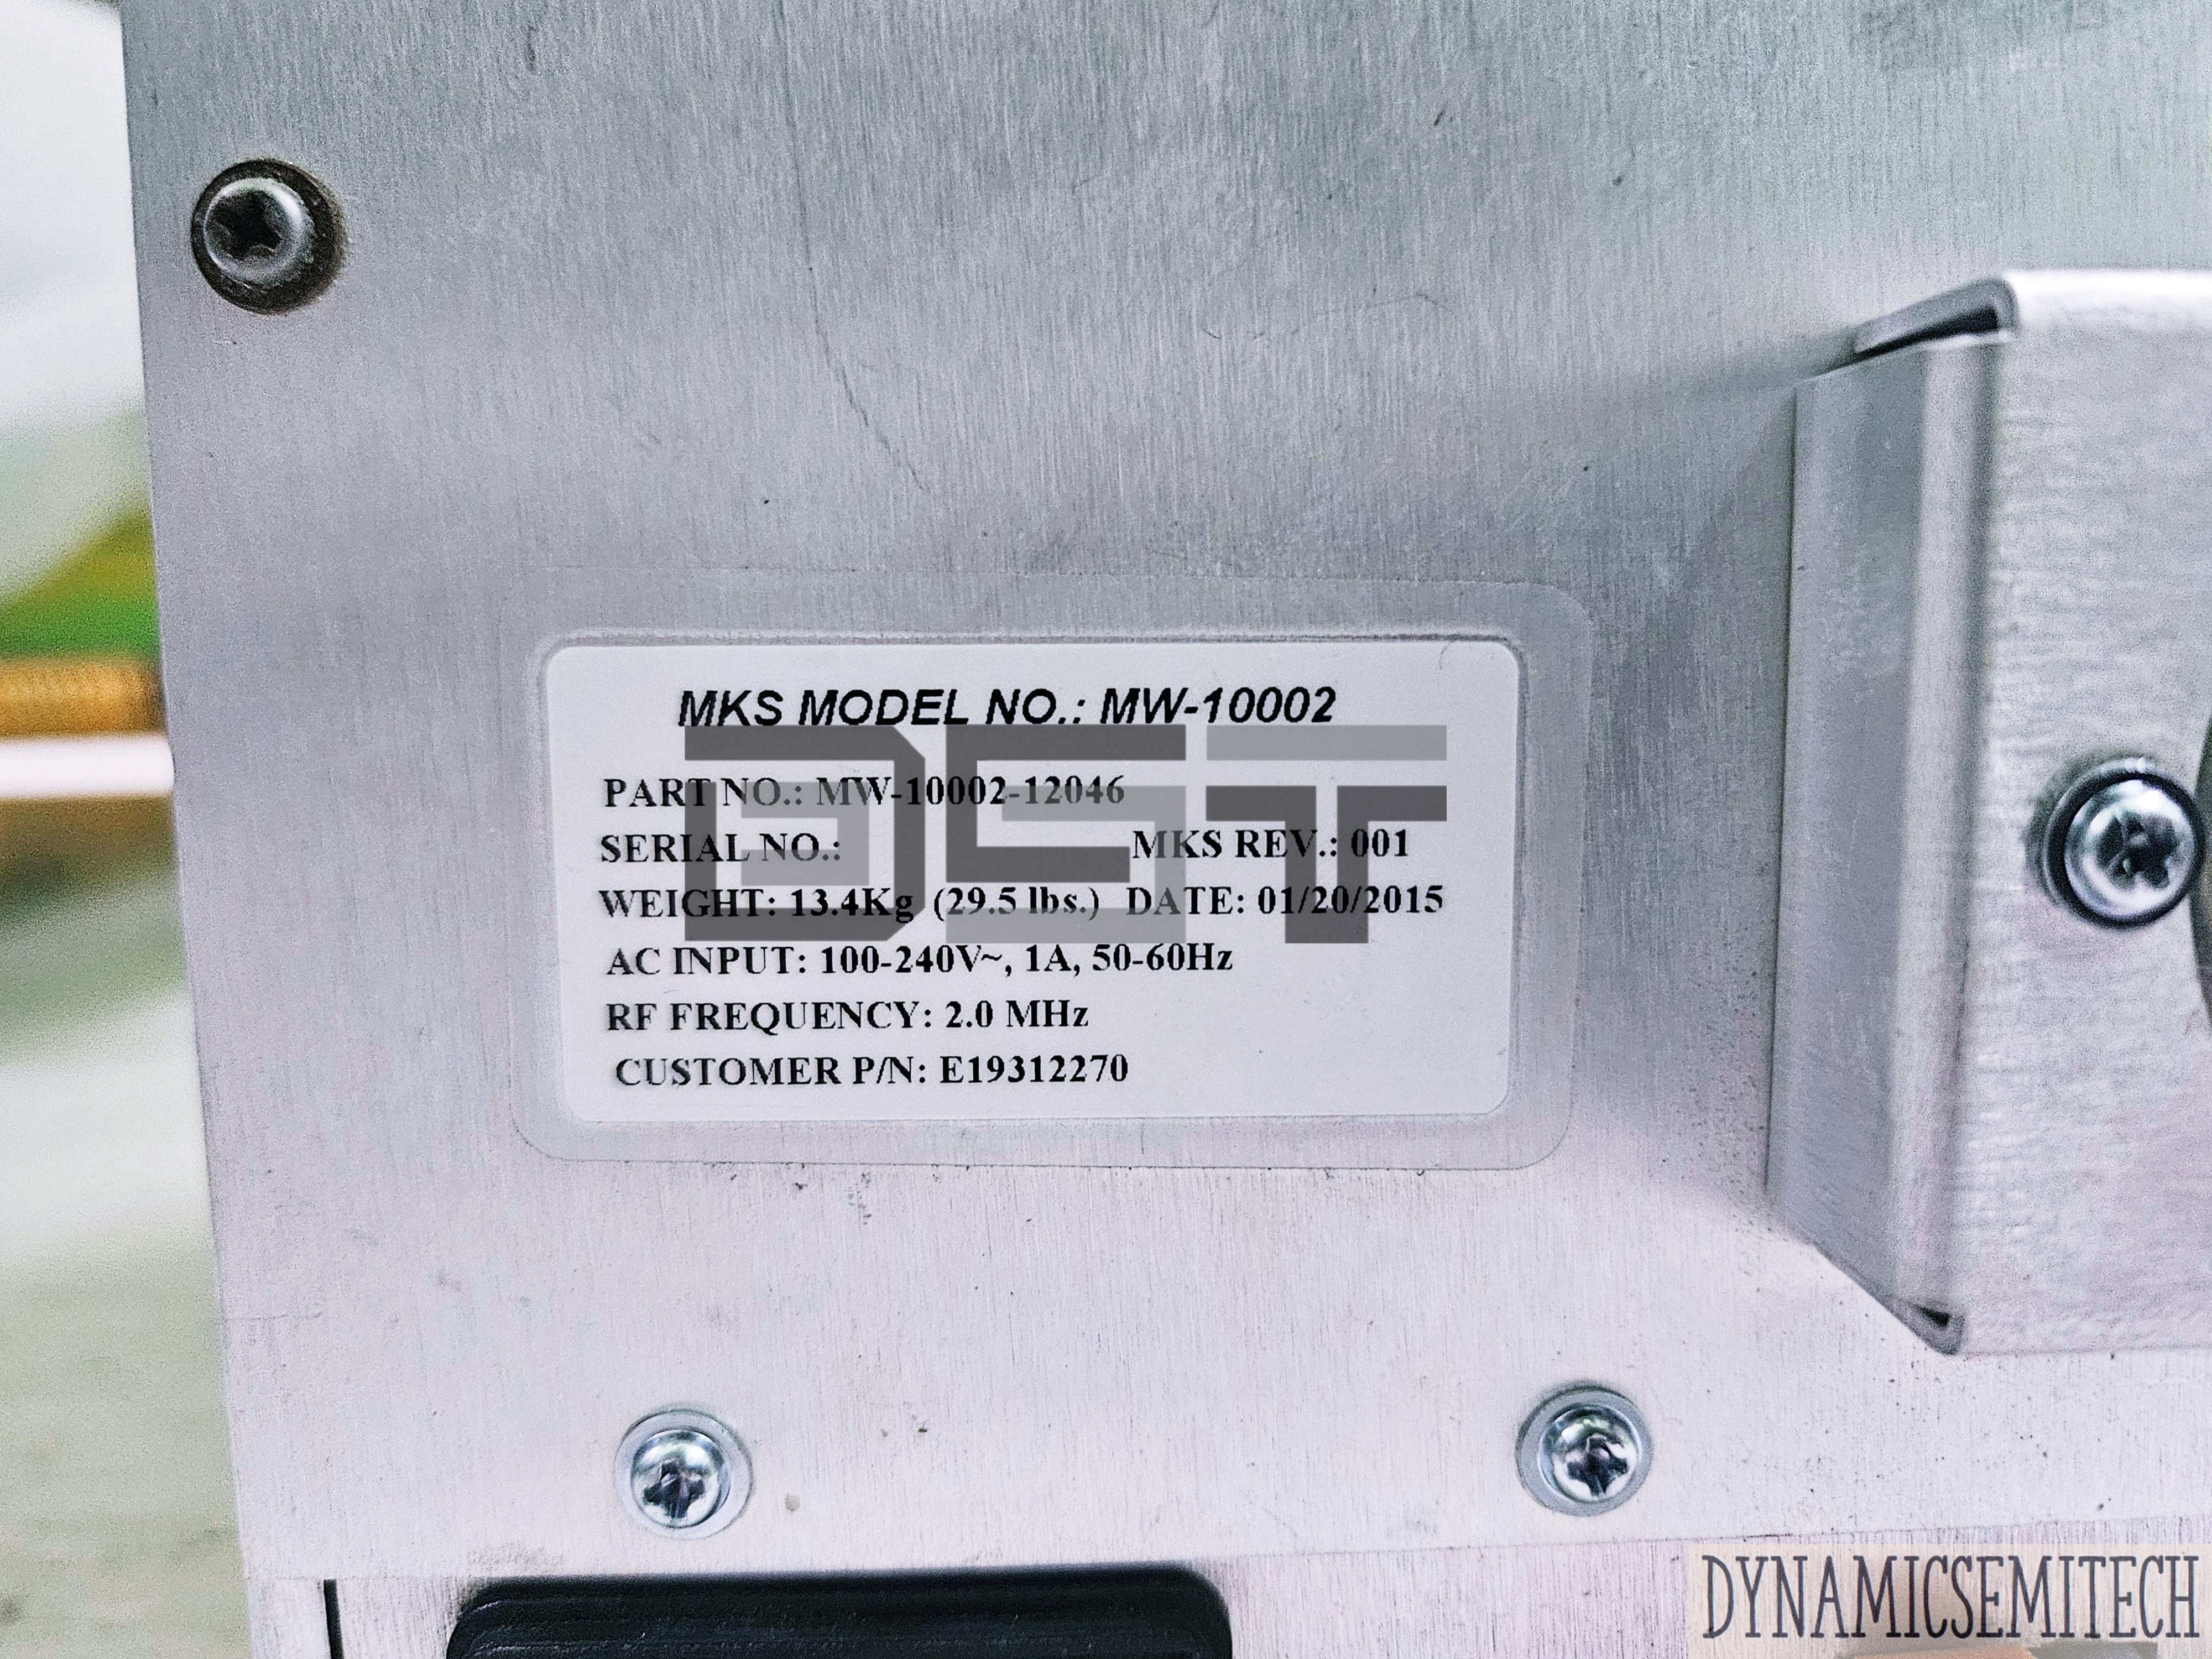 MKS MODEL NO.: MW-10002
DST
PART NO.: MW-10002-12046
SERIAL NO.: MKS REV.: 001
WEIGHT: 13.4Kg (29.5 lbs.) DATE: 01/20/2015
AC INPUT: 100-240V~, 1A, 50-60Hz
RF FREQUENCY: 2.0 MHz
CUSTOMER P/N: E19312270
DYNAMICSEMITECH